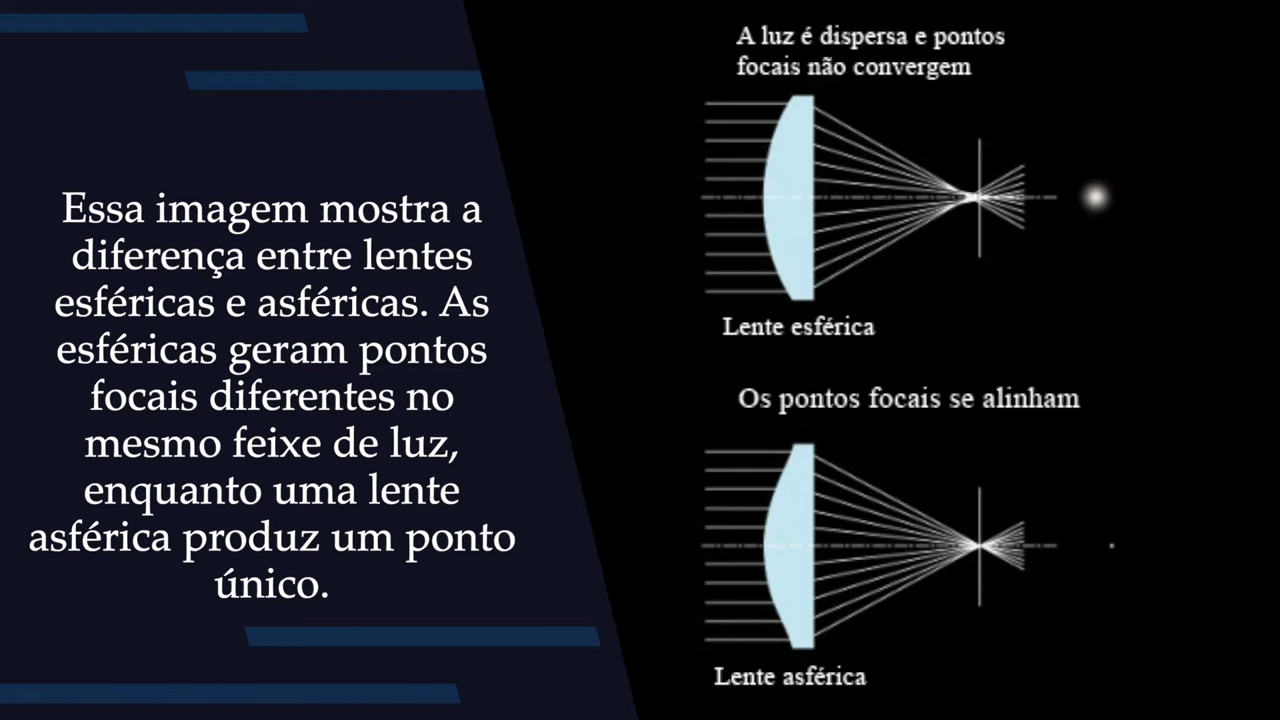 Essa imagem mostra a
diferença entre lentes
esféricas e asféricas. As
esféricas geram pontos
focais diferentes no
mesmo feixe de luz,
enquanto uma lente
asférica produz um ponto
único.
A luz é dispersa e pontos
focais não convergem
Lente esférica
Os pontos focais se alinham
Lente asférica